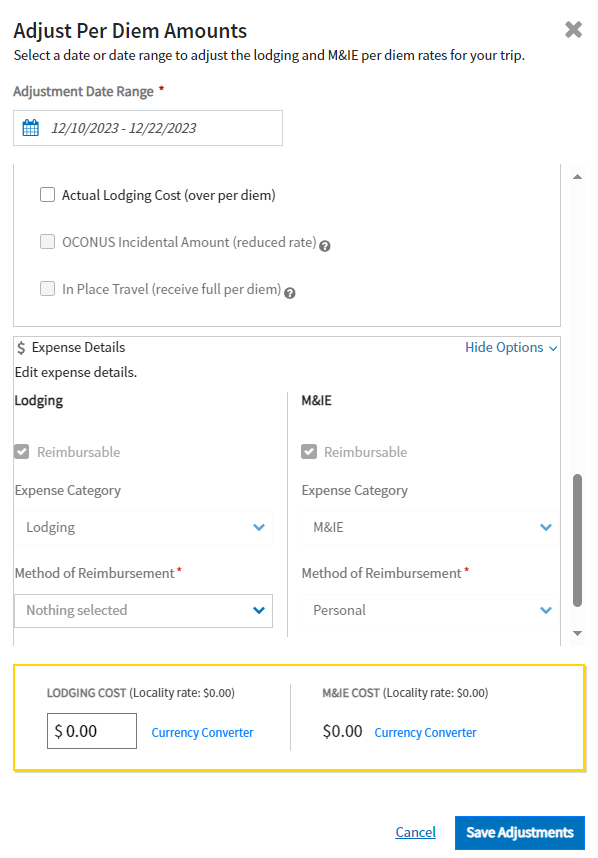 Adjust Per Diem Amounts
Select a date or date range to adjust the lodging and M&IE per diem rates for your trip.
Adjustment Date Range *
12/10/2023 - 12/22/2023
Actual Lodging Cost (over per diem)
OCONUS Incidental Amount (reduced rate) ?
In Place Travel (receive full per diem) ?
$ Expense Details Hide Options
Edit expense details.
Lodging M&IE
Reimbursable Reimbursable
Expense Category Expense Category
Lodging M&IE
Method of Reimbursement * Method of Reimbursement *
Nothing selected Personal
LODGING COST (Locality rate: $0.00) M&IE COST (Locality rate: $0.00)
$ 0.00 Currency Converter $0.00 Currency Converter
Cancel Save Adjustments